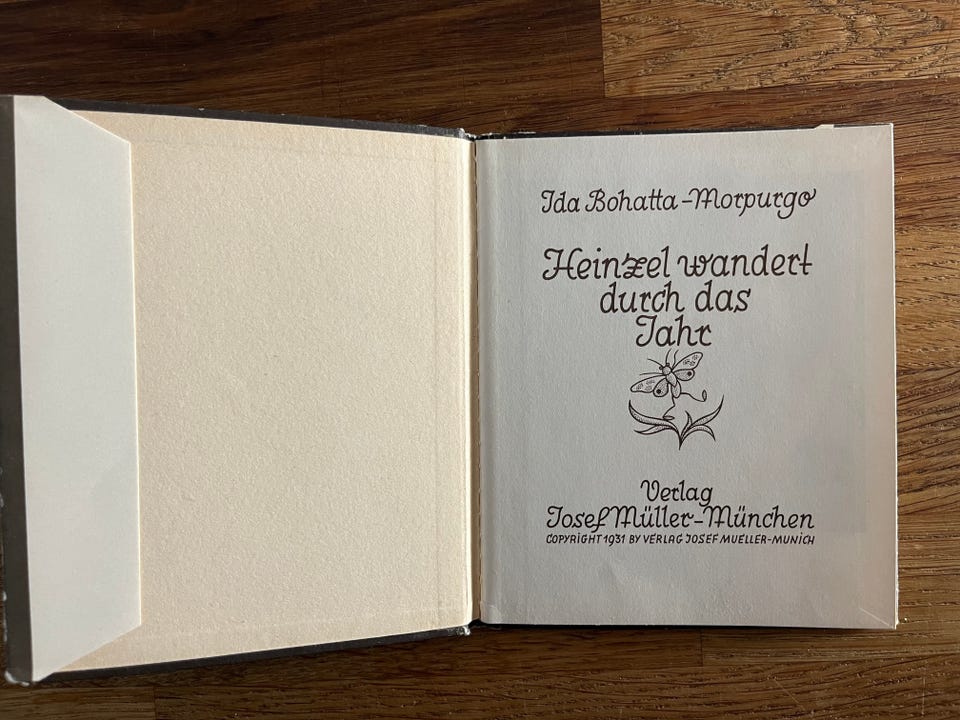 Ida Bohatta-Morpurgo
Heinzel wandert
durch das
Jahr
Verlag
Josef Müller-München
COPYRIGHT 1931 BY VERLAG JOSEF MUELLER-MUNICH